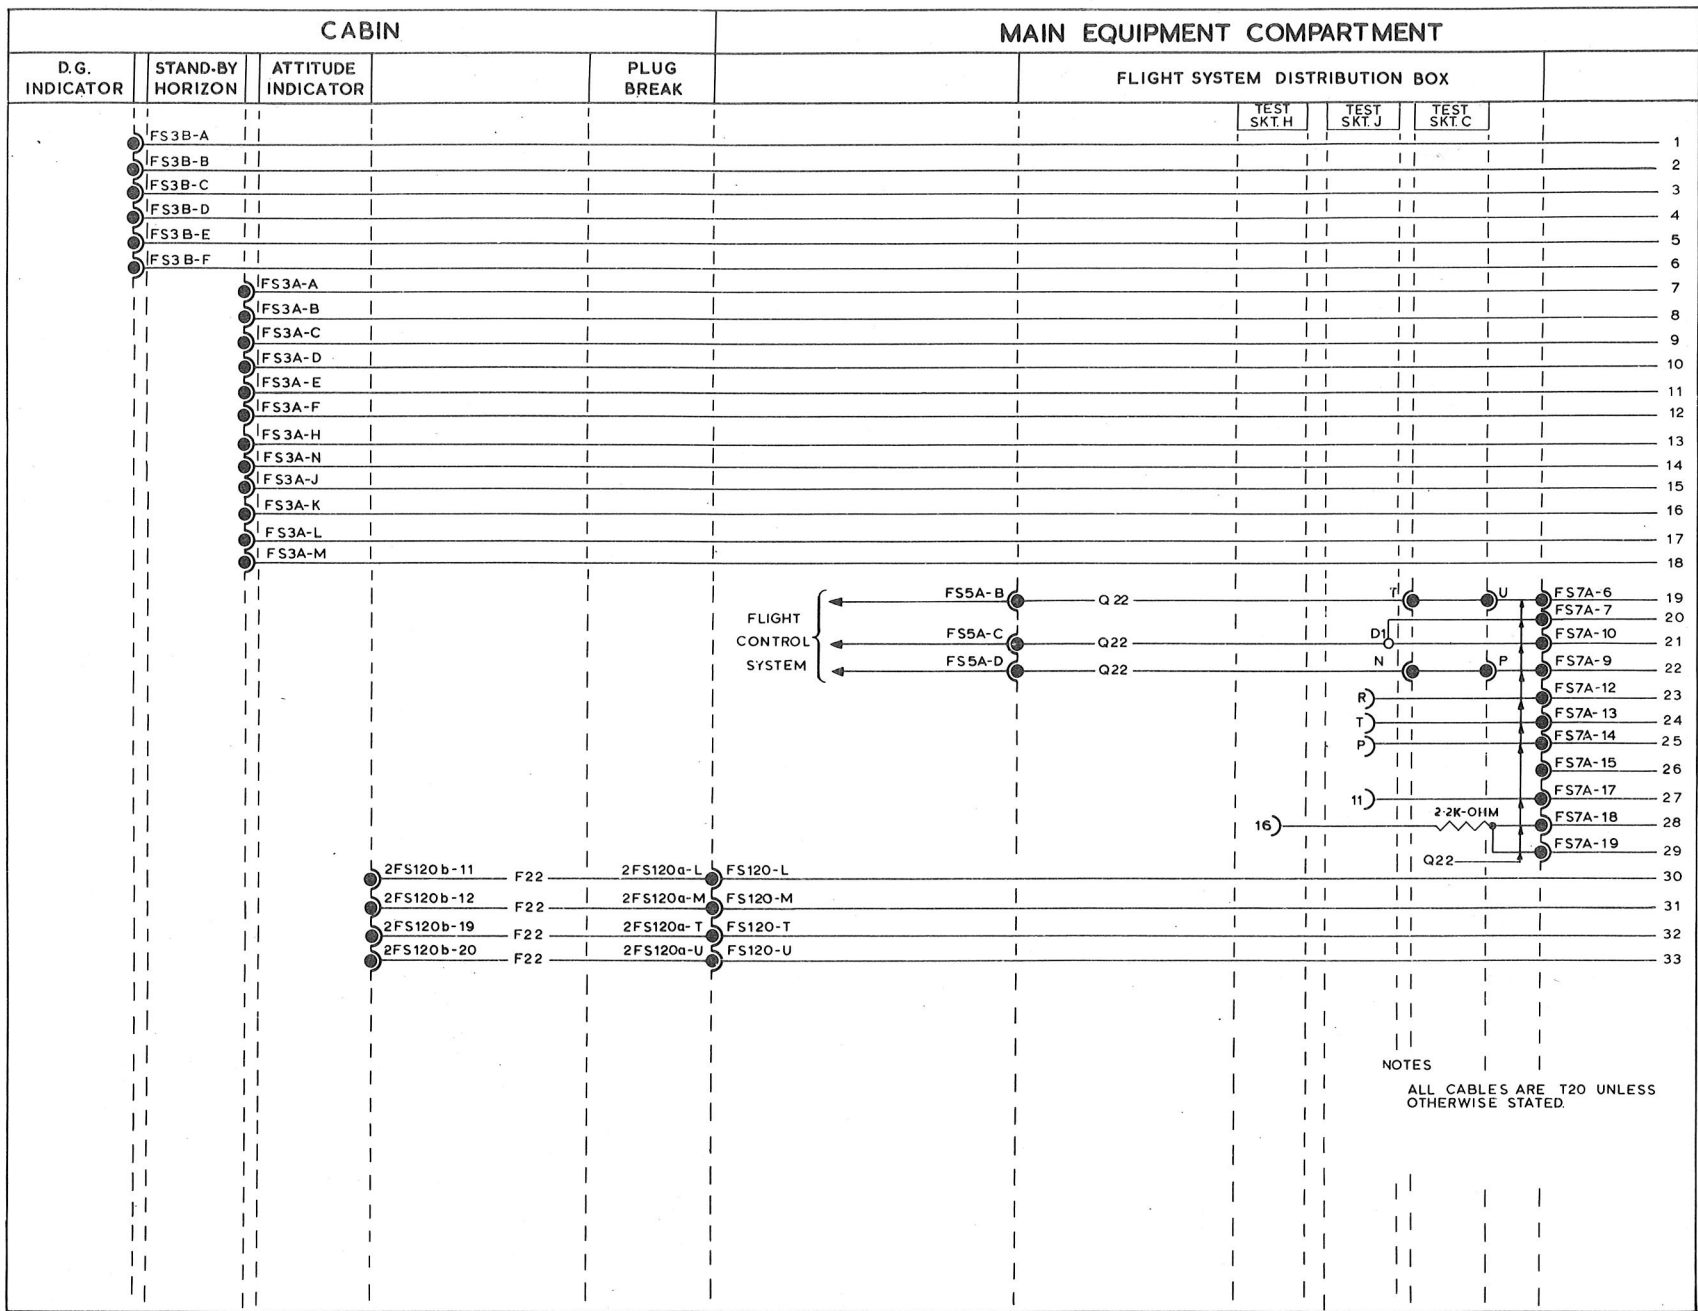 CABIN
MAIN EQUIPMENT COMPARTMENT
D.G.
INDICATOR
STAND-BY
HORIZON
ATTITUDE
INDICATOR
PLUG
BREAK
FLIGHT SYSTEM DISTRIBUTION BOX
TEST
SKT. H
TEST
SKT. J
TEST
SKT. C
FS3B-A 1
FS3B-B 2
FS3B-C 3
FS3B-D 4
FS3B-E 5
FS3B-F 6
FS3A-A 7
FS3A-B 8
FS3A-C 9
FS3A-D 10
FS3A-E 11
FS3A-F 12
FS3A-H 13
FS3A-N 14
FS3A-J 15
FS3A-K 16
FS3A-L 17
FS3A-M 18
FLIGHT
CONTROL
SYSTEM
FS5A-B Q22 T U FS7A-6 19
FS7A-7 20
FS5A-C Q22 D1 FS7A-10 21
FS5A-D Q22 N P FS7A-9 22
R FS7A-12 23
T FS7A-13 24
P FS7A-14 25
FS7A-15 26
11 FS7A-17 27
16 2·2K-OHM FS7A-18 28
FS7A-19 29
Q22
2FS120b-11 F22 2FS120a-L FS120-L 30
2FS120b-12 F22 2FS120a-M FS120-M 31
2FS120b-19 F22 2FS120a-T FS120-T 32
2FS120b-20 F22 2FS120a-U FS120-U 33
NOTES
ALL CABLES ARE T20 UNLESS
OTHERWISE STATED.